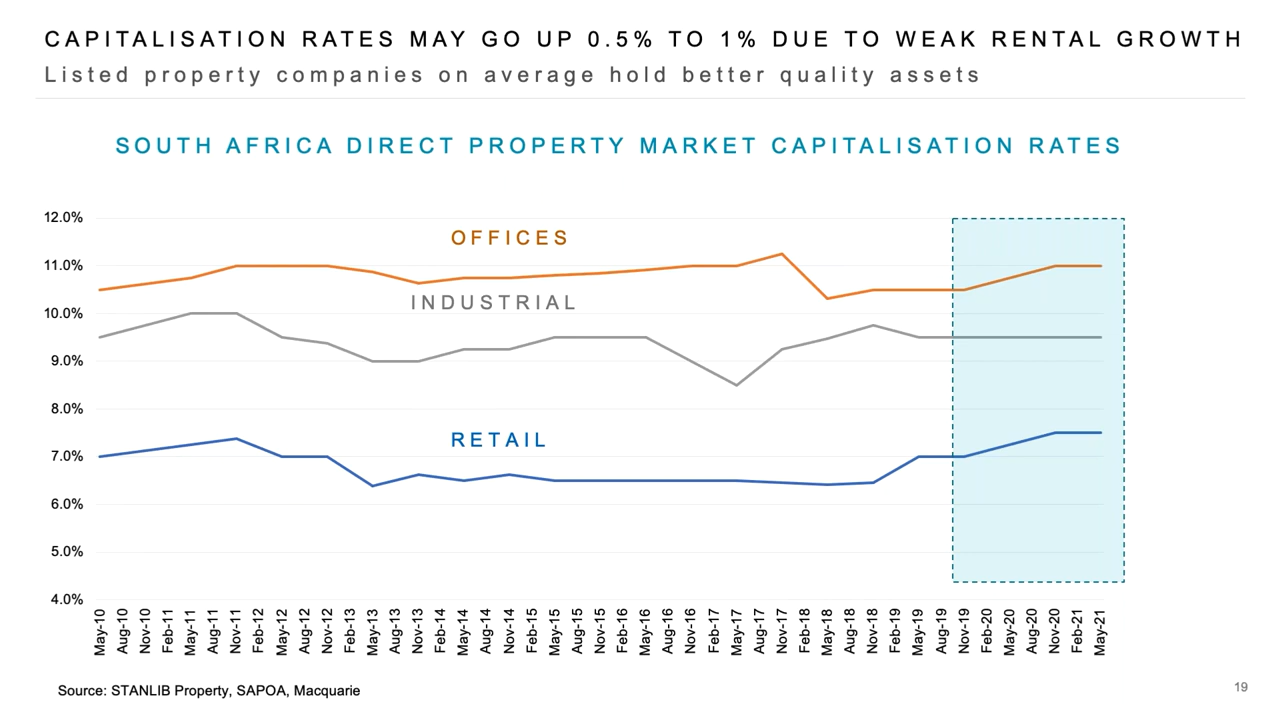 CAPITALISATION RATES MAY GO UP 0.5% TO 1% DUE TO WEAK RENTAL GROWTH
Listed property companies on average hold better quality assets
SOUTH AFRICA DIRECT PROPERTY MARKET CAPITALISATION RATES
12.0%
11.0%
10.0%
9.0%
8.0%
7.0%
6.0%
5.0%
4.0%
OFFICES
INDUSTRIAL
RETAIL
May-10
Aug-10
Nov-10
Feb-11
May-11
Aug-11
Nov-11
Feb-12
May-12
Aug-12
Nov-12
Feb-13
May-13
Aug-13
Nov-13
Feb-14
May-14
Aug-14
Nov-14
Feb-15
May-15
Aug-15
Nov-15
Feb-16
May-16
Aug-16
Nov-16
Feb-17
May-17
Aug-17
Nov-17
Feb-18
May-18
Aug-18
Nov-18
Feb-19
May-19
Aug-19
Nov-19
Feb-20
May-20
Aug-20
Nov-20
Feb-21
May-21
Source: STANLIB Property, SAPOA, Macquarie
19